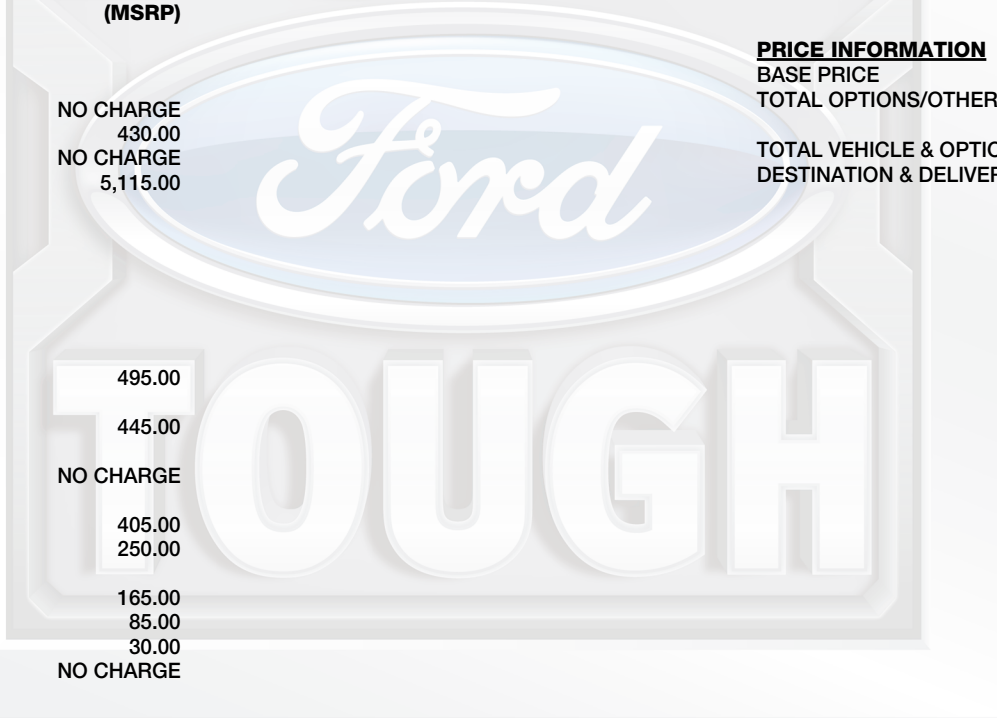 (MSRP)
NO CHARGE
430.00
NO CHARGE
5,115.00
495.00
445.00
NO CHARGE
405.00
250.00
165.00
85.00
30.00
NO CHARGE
PRICE INFORMATION
BASE PRICE
TOTAL OPTIONS/OTHER
TOTAL VEHICLE & OPTIO
DESTINATION & DELIVER
Ford
TOUGH